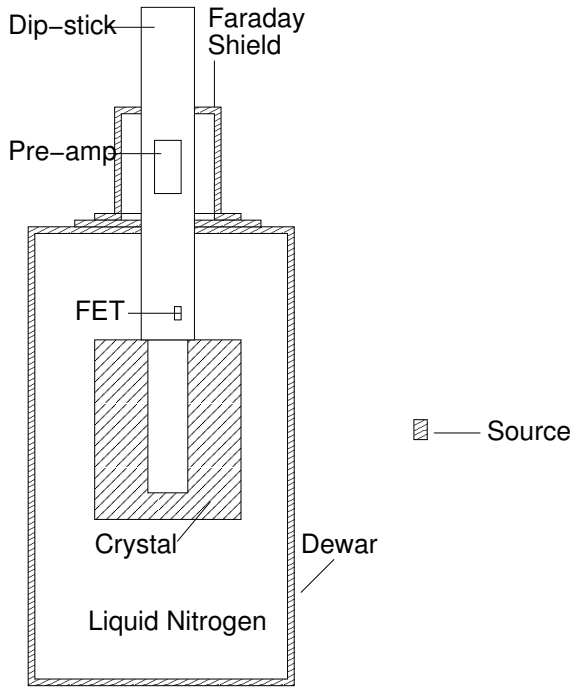 Dip−stick
Faraday
Shield
Pre−amp
FET
Source
Crystal
Dewar
Liquid Nitrogen